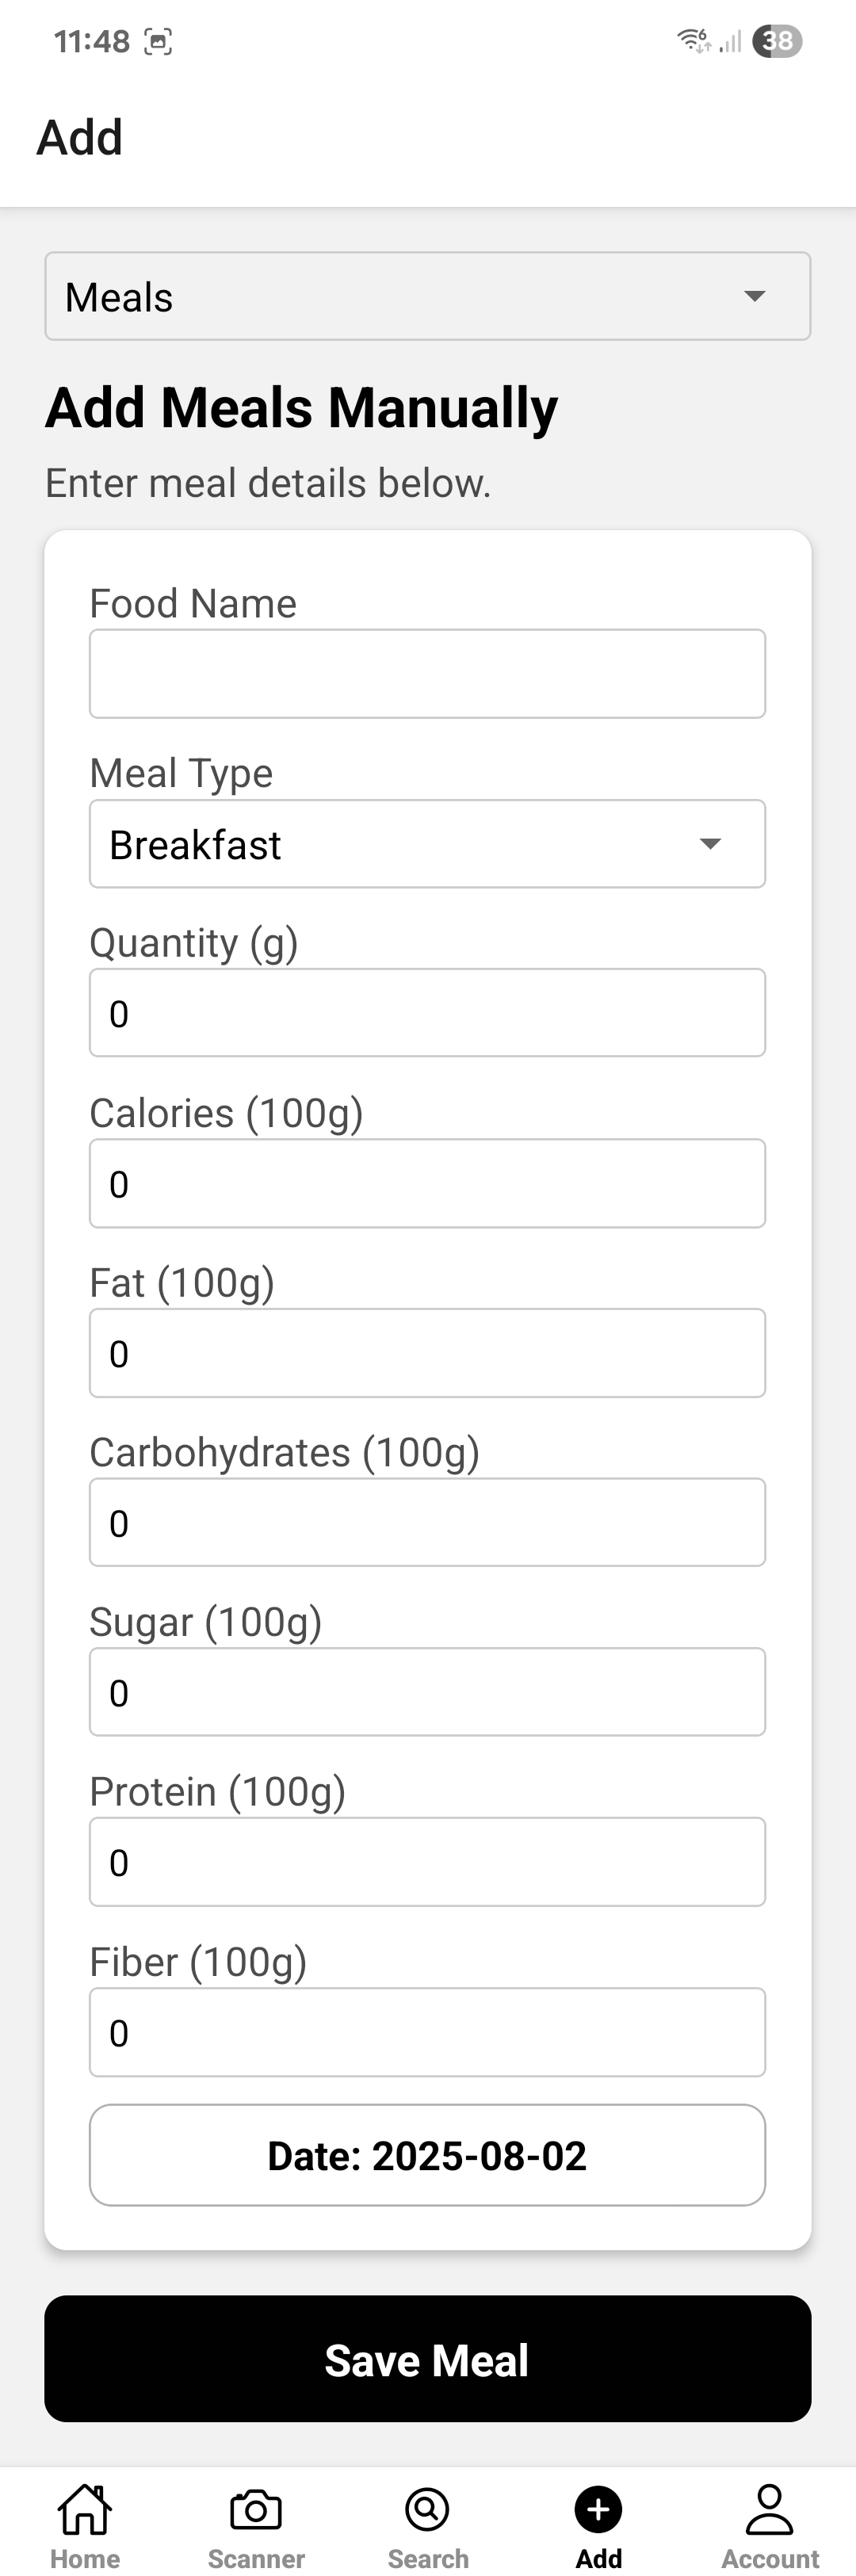 11:48
6
38
Add
Meals
Add Meals Manually
Enter meal details below.
Food Name
Meal Type
Breakfast
Quantity (g)
0
Calories (100g)
0
Fat (100g)
0
Carbohydrates (100g)
0
Sugar (100g)
0
Protein (100g)
0
Fiber (100g)
0
Date: 2025-08-02
Save Meal
Home Scanner Search Add Account